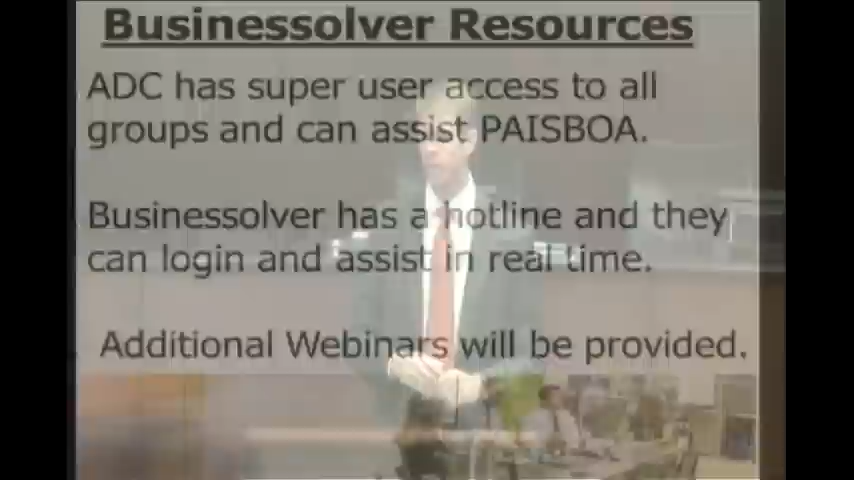 Businessolver Resources
ADC has super user access to all
groups and can assist PAISBOA.
Businessolver has a hotline and they
can login and assist in real time.
Additional Webinars will be provided.